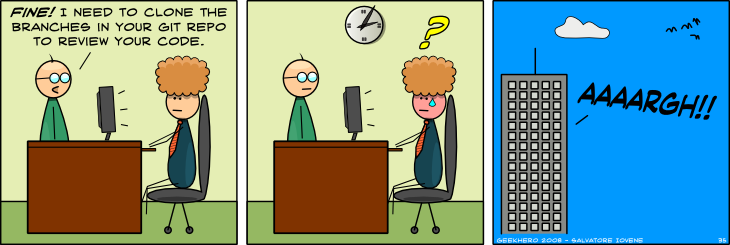 FINE! I NEED TO CLONE THE
BRANCHES IN YOUR GIT REPO
TO REVIEW YOUR CODE.
?
AAAARGH!!
GEEKHERO 2008 - SALVATORE IOVENE
35